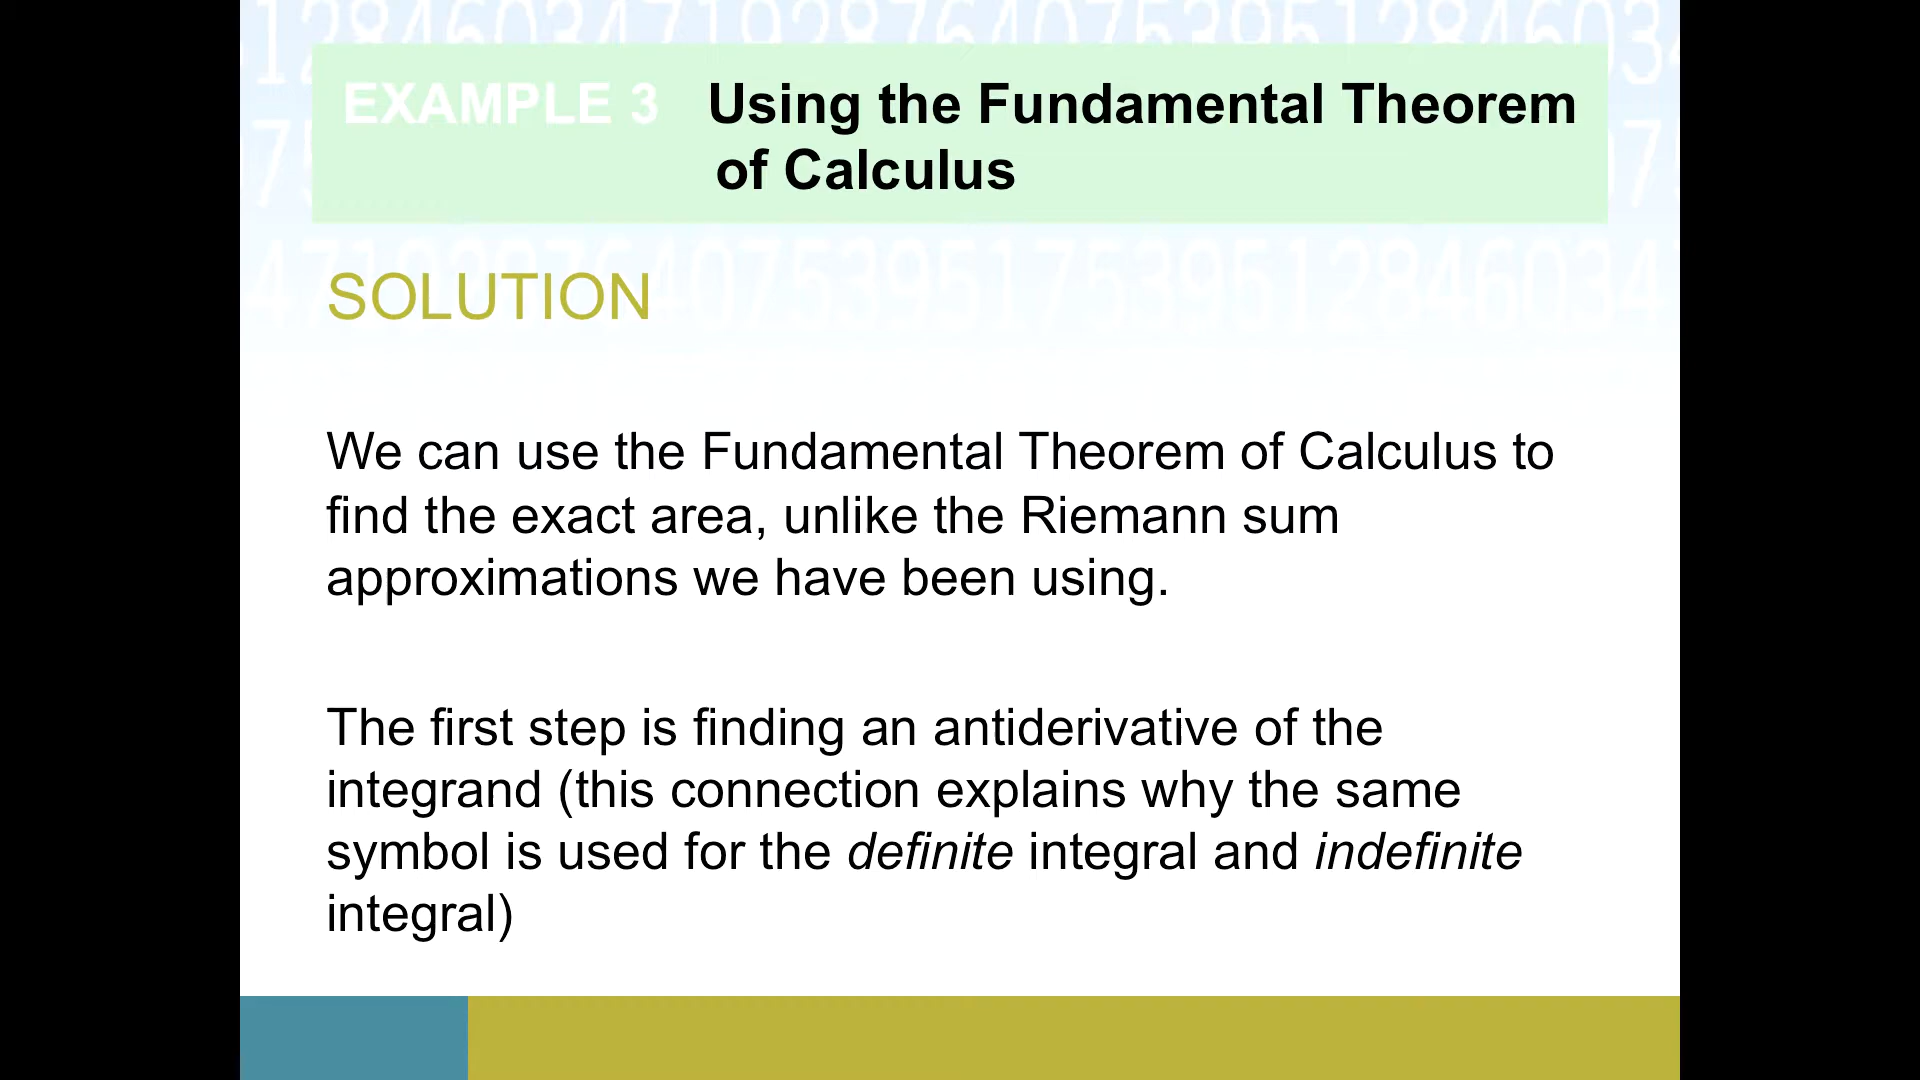 EXAMPLE 3 Using the Fundamental Theorem
of Calculus
SOLUTION
We can use the Fundamental Theorem of Calculus to
find the exact area, unlike the Riemann sum
approximations we have been using.
The first step is finding an antiderivative of the
integrand (this connection explains why the same
symbol is used for the definite integral and indefinite
integral)